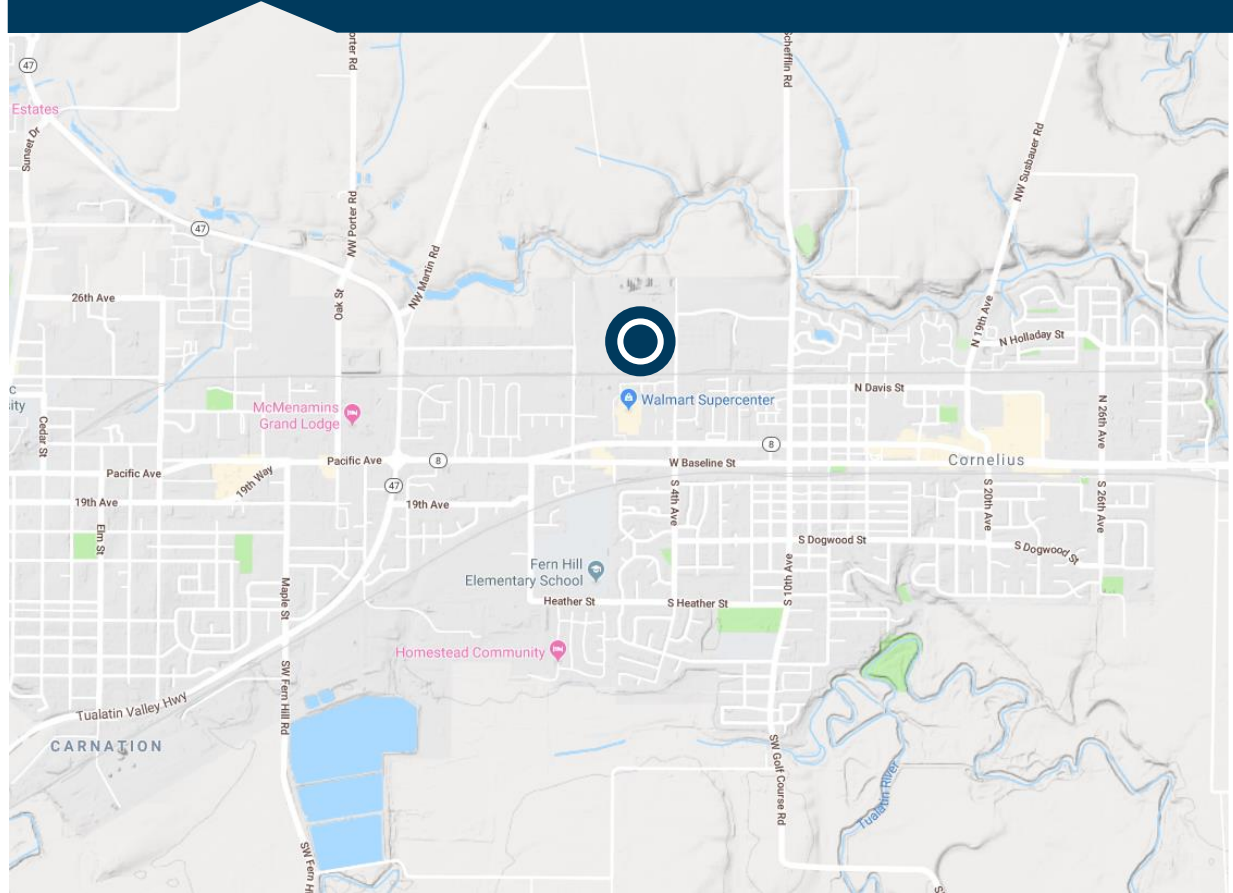 47
Estates
Sunset Dr
NW Porter Rd
47
NW Martin Rd
Schefflin Rd
NW Susbauer Rd
26th Ave
Oak St
N 19th Ave
N Holladay St
McMenamins
Grand Lodge
Walmart Supercenter
N Davis St
N 26th Ave
Cedar St
Pacific Ave
Pacific Ave
8
8
W Baseline St
Cornelius
19th Way
47
19th Ave
19th Ave
S 4th Ave
S 20th Ave
S 26th Ave
Elm St
S Dogwood St
S Dogwood St
Fern Hill
Elementary School
S 10th Ave
Maple St
Heather St
S Heather St
Homestead Community
SW Fern Hill Rd
Tualatin Valley Hwy
CARNATION
SW Golf Course Rd
Tualatin River
SW Fern H